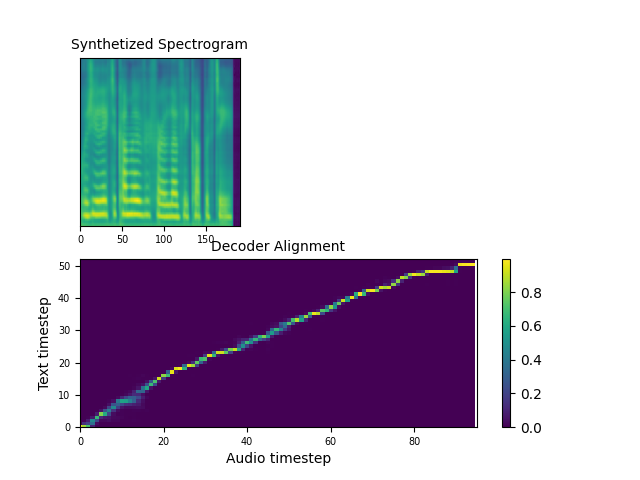 Synthetized Spectrogram
0 50 100 150
Decoder Alignment
50
40
30
20
10
0
Text timestep
0 20 40 60 80
Audio timestep
0.8
0.6
0.4
0.2
0.0